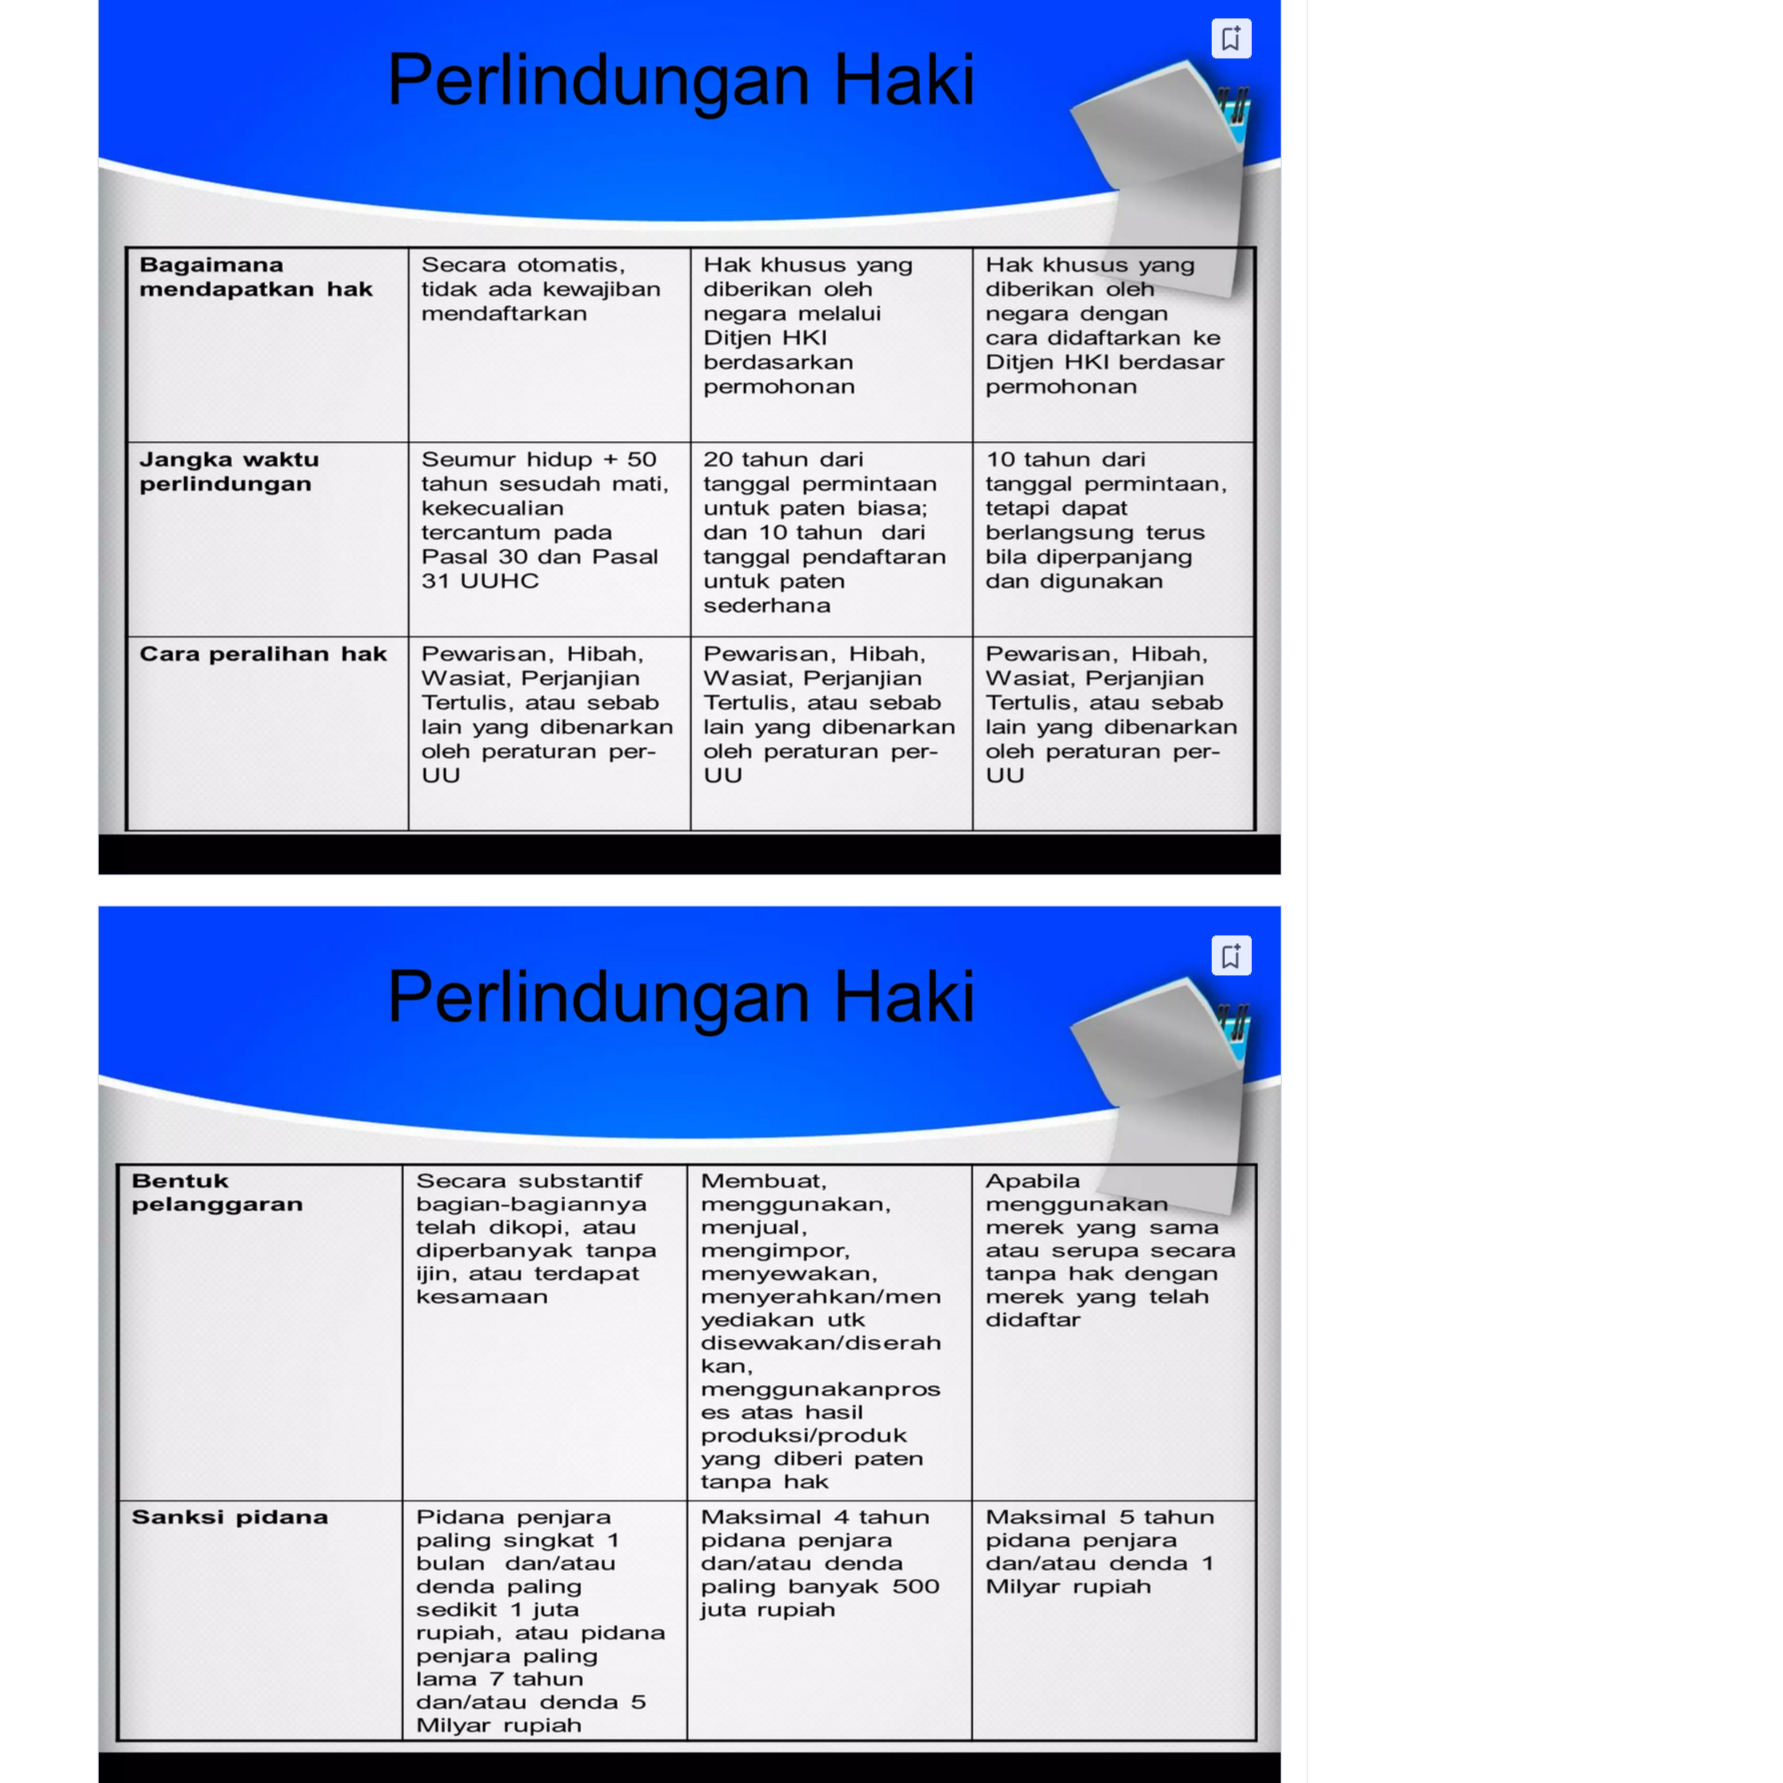 Perlindungan Haki
Bagaimana
mendapatkan hak
Secara otomatis,
tidak ada kewajiban
mendaftarkan
Hak khusus yang
diberikan oleh
negara melalui
Ditjen HKI
berdasarkan
permohonan
Hak khusus yang
diberikan oleh
negara dengan
cara didaftarkan ke
Ditjen HKI berdasar
permohonan
Jangka waktu
perlindungan
Seumur hidup + 50
tahun sesudah mati,
kekecualian
tercantum pada
Pasal 30 dan Pasal
31 UUHC
20 tahun dari
tanggal permintaan
untuk paten biasa;
dan 10 tahun dari
tanggal pendaftaran
untuk paten
sederhana
10 tahun dari
tanggal permintaan,
tetapi dapat
berlangsung terus
bila diperpanjang
dan digunakan
Cara peralihan hak
Pewarisan, Hibah,
Wasiat, Perjanjian
Tertulis, atau sebab
lain yang dibenarkan
oleh peraturan per-
UU
Pewarisan, Hibah,
Wasiat, Perjanjian
Tertulis, atau sebab
lain yang dibenarkan
oleh peraturan per-
UU
Pewarisan, Hibah,
Wasiat, Perjanjian
Tertulis, atau sebab
lain yang dibenarkan
oleh peraturan per-
UU
Perlindungan Haki
Bentuk
pelanggaran
Secara substantif
bagian-bagiannya
telah dikopi, atau
diperbanyak tanpa
ijin, atau terdapat
kesamaan
Membuat,
menggunakan,
menjual,
mengimpor,
menyewakan,
menyerahkan/men
yediakan utk
disewakan/diserah
kan,
menggunakanpros
es atas hasil
produksi/produk
yang diberi paten
tanpa hak
Apabila
menggunakan
merek yang sama
atau serupa secara
tanpa hak dengan
merek yang telah
didaftar
Sanksi pidana
Pidana penjara
paling singkat 1
bulan dan/atau
denda paling
sedikit 1 juta
rupiah, atau pidana
penjara paling
lama 7 tahun
dan/atau denda 5
Milyar rupiah
Maksimal 4 tahun
pidana penjara
dan/atau denda
paling banyak 500
juta rupiah
Maksimal 5 tahun
pidana penjara
dan/atau denda 1
Milyar rupiah